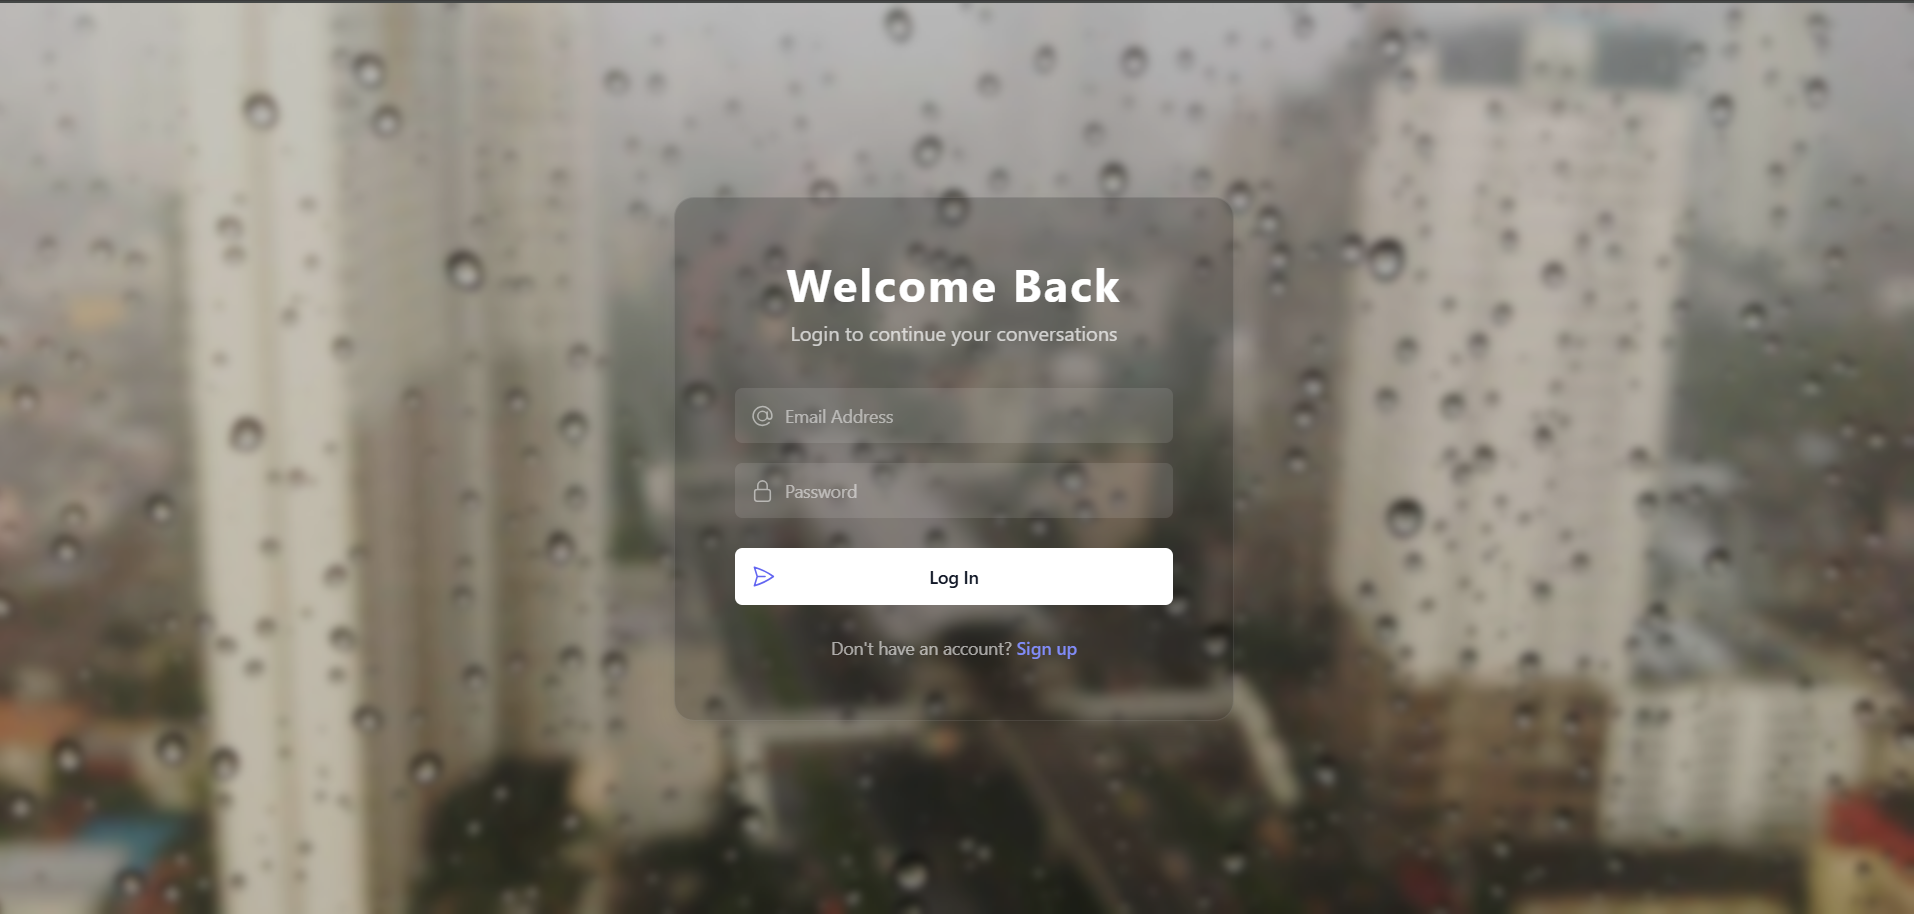 Welcome Back
Login to continue your conversations
Email Address
Password
Log In
Don't have an account? Sign up